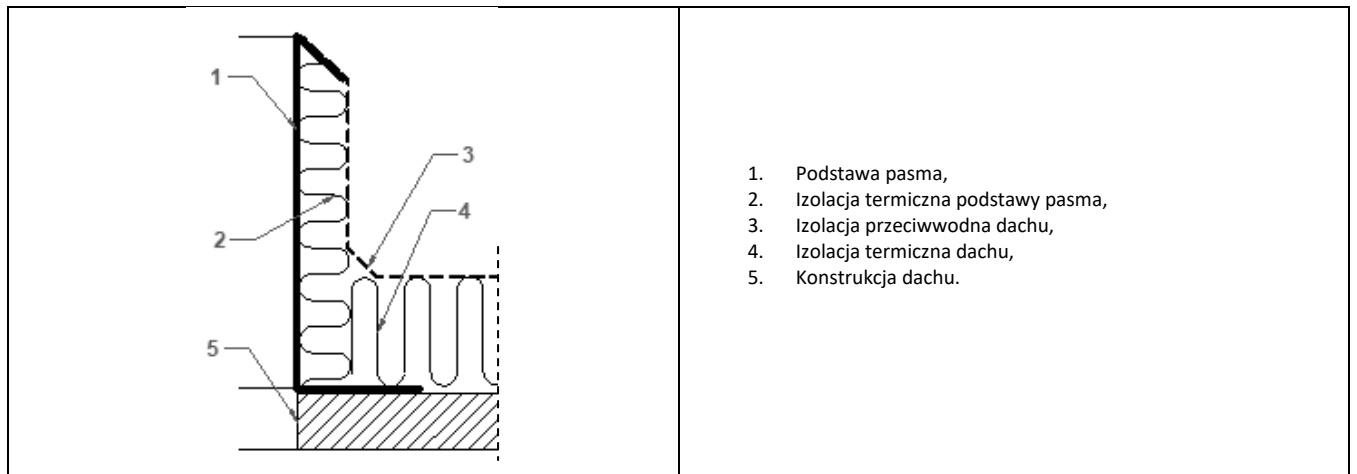 1
3
4
2
5
1. Podstawa pasma,
2. Izolacja termiczna podstawy pasma,
3. Izolacja przeciwwodna dachu,
4. Izolacja termiczna dachu,
5. Konstrukcja dachu.